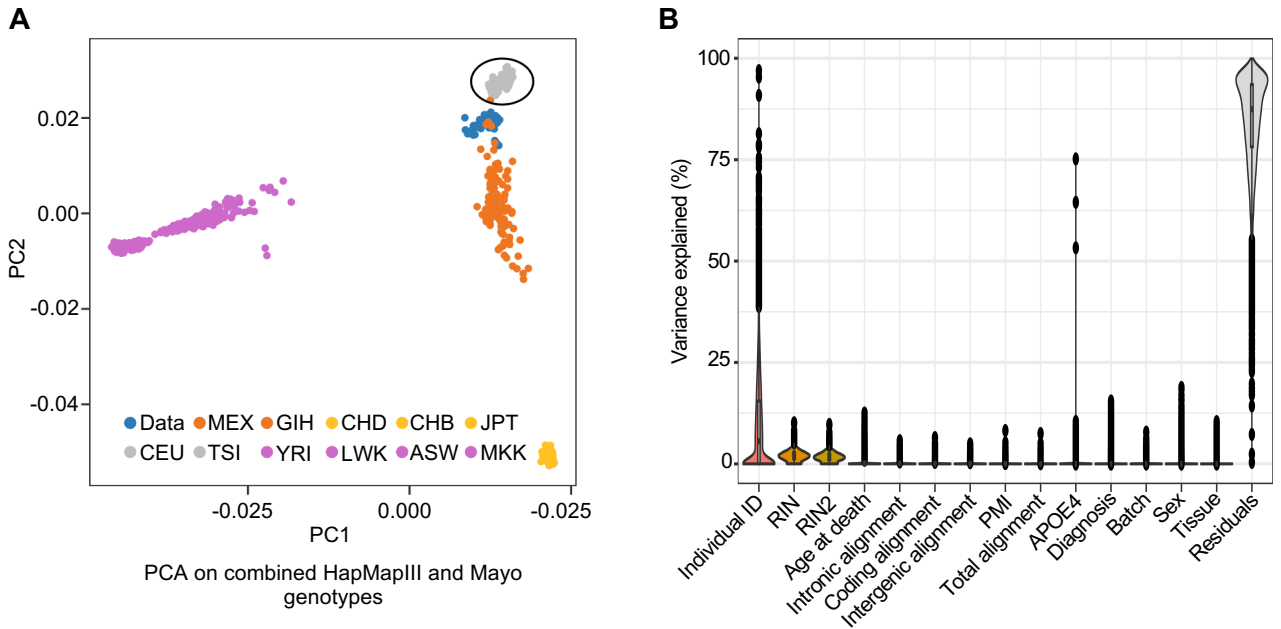 A
0.02
0.00
-0.02
-0.04
PC2
Data MEX GIH CHD CHB JPT
CEU TSI YRI LWK ASW MKK
-0.025 0.000 -0.025
PC1
PCA on combined HapMapIII and Mayo
genotypes
B
100
75
50
25
0
Variance explained (%)
Individual ID
RIN
RIN2
Age at death
Intronic alignment
Coding alignment
Intergenic alignment
PMI
Total alignment
APOE4
Diagnosis
Batch
Sex
Tissue
Residuals